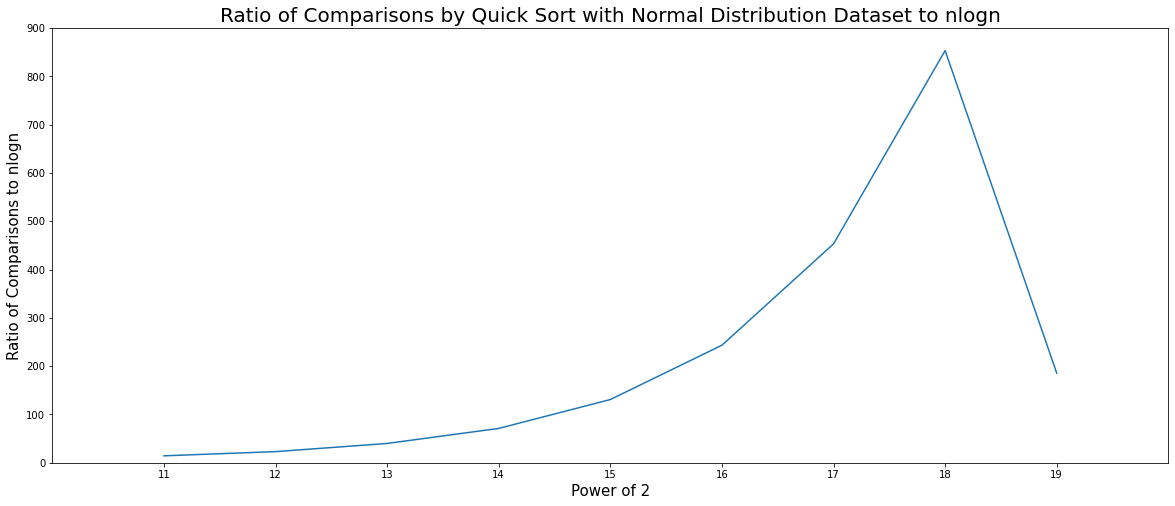 Ratio of Comparisons by Quick Sort with Normal Distribution Dataset to nlogn
Ratio of Comparisons to nlogn
900
800
700
600
500
400
300
200
100
0
11 12 13 14 15 16 17 18 19
Power of 2